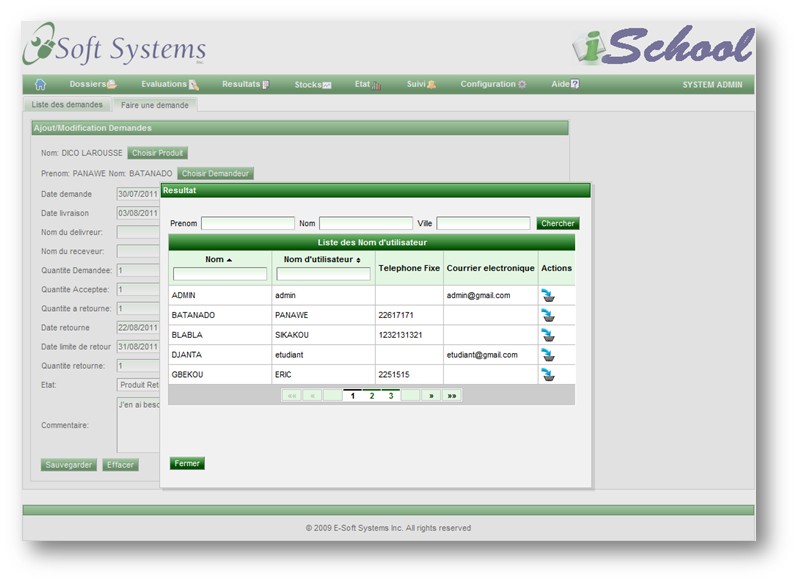 Soft Systems Inc.
iSchool
Dossiers Evaluations Resultats Stocks Etat Suivi Configuration Aide SYSTEM ADMIN
Liste des demandes Faire une demande
Ajout/Modification Demandes
Nom: DICO LAROUSSE Choisir Produit
Prenom: PANAWE Nom: BATANADO Choisir Demandeur
Date demande 30/07/2011
Date livraison 03/08/2011
Nom du delivreur:
Nom du receveur:
Quantite Demandee: 1
Quantite Acceptee: 1
Quantite a retourne: 1
Date retourne 22/08/2011
Date limite de retour 31/08/2011
Quantite retourne: 1
Etat: Produit Ret
J'en ai besc
Commentaire:
Sauvegarder Effacer
Resultat
Prenom Nom Ville Chercher
Liste des Nom d'utilisateur
Nom Nom d'utilisateur Telephone Fixe Courrier electronique Actions
ADMIN admin admin@gmail.com
BATANADO PANAWE 22617171
BLABLA SIKAKOU 1232131321
DJANTA etudiant etudiant@gmail.com
GBEKOU ERIC 2251515
«« « 1 2 3 » »»
Fermer
© 2009 E-Soft Systems Inc. All rights reserved